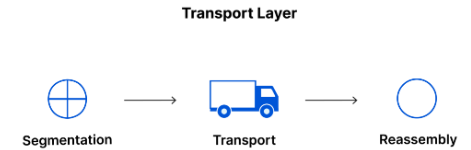 Transport Layer
Segmentation
Transport
Reassembly